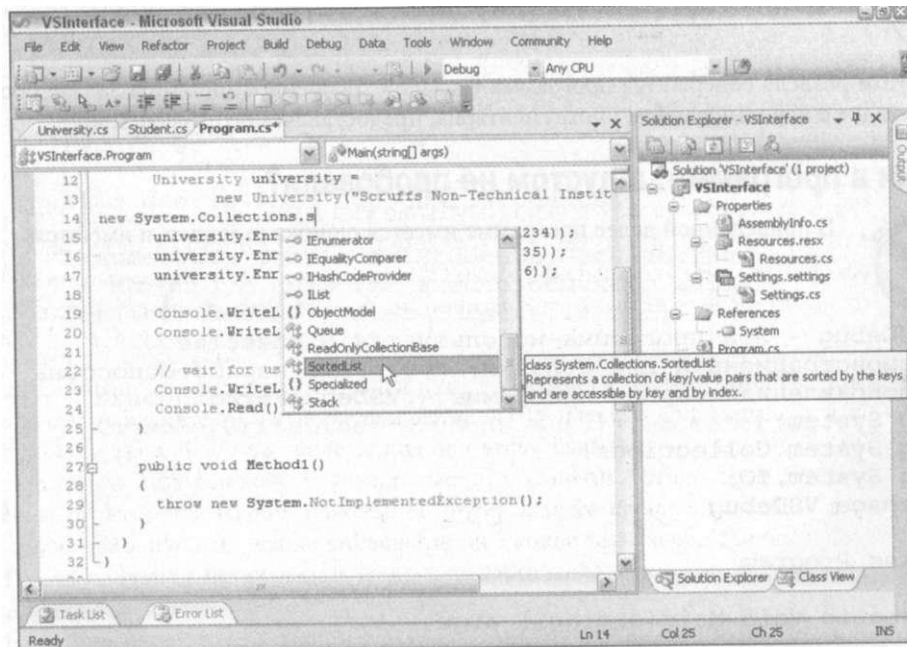 VSInterface - Microsoft Visual Studio
File Edit View Refactor Project Build Debug Data Tools Window Community Help
Debug Any CPU
University.cs Student.cs Program.cs*
VSInterface.Program
Main(string[] args)
12 University university =
13 new University("Scruffs Non-Technical Instit
14 new System.Collections.s
15 university.Enr 234));
16 university.Enr 35));
17 university.Enr 6));
18
19 Console.WriteL
20 Console.WriteL
21
22 wait for us
23 Console.WriteL
24 Console.Read()
25 }
26
27 public void Method1()
28 {
29 throw new System.NotImplementedException();
30 }
31 }
32 }
IEnumerator
IEqualityComparer
IHashCodeProvider
IList
{} ObjectModel
Queue
ReadOnlyCollectionBase
SortedList
{} Specialized
Stack
class System.Collections.SortedList
Represents a collection of key/value pairs that are sorted by the keys
and are accessible by key and by index.
Solution Explorer - VSInterface
Solution 'VSInterface' (1 project)
VSInterface
Properties
AssemblyInfo.cs
Resources.resx
Resources.cs
Settings.settings
Settings.cs
References
System
Program.cs
Output
Solution Explorer Class View
Task List Error List
Ready Ln 14 Col 25 Ch 25 INS